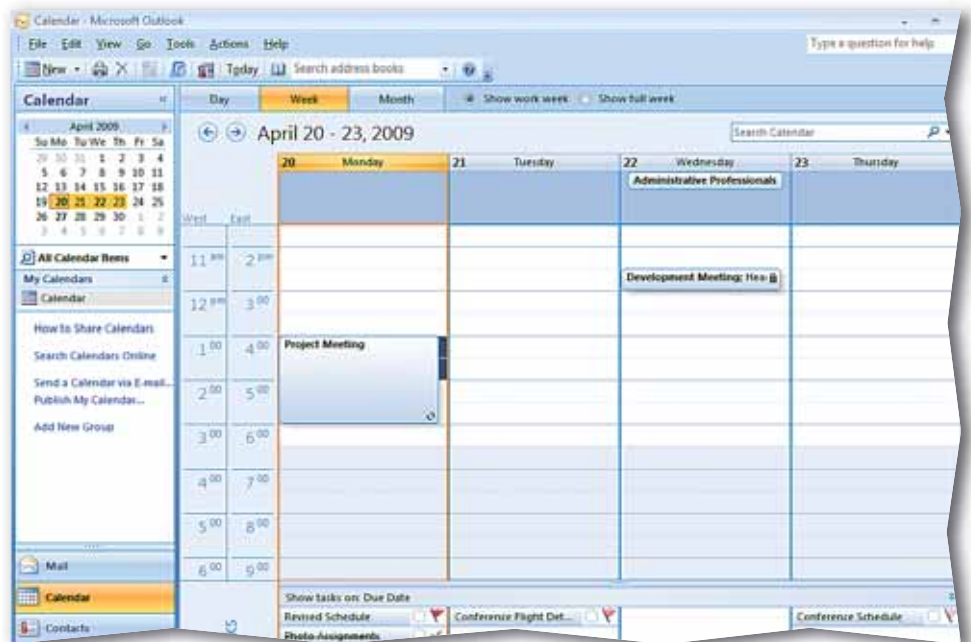 Calendar - Microsoft Outlook
File Edit View Go Tools Actions Help
Type a question for help
New Today Search address books
Calendar
Day Week Month Show work week Show full week
April 2009
Su Mo Tu We Th Fr Sa
29 30 31 1 2 3 4
5 6 7 8 9 10 11
12 13 14 15 16 17 18
19 20 21 22 23 24 25
26 27 28 29 30 1 2
3 4 5 6 7 8 9
April 20 - 23, 2009
Search Calendar
20 Monday 21 Tuesday 22 Wednesday 23 Thursday
Administrative Professionals
West East
All Calendar Items
My Calendars
Calendar
How to Share Calendars
Search Calendars Online
Send a Calendar via E-mail...
Publish My Calendar...
Add New Group
11 am 2 pm
Development Meeting; Hea
12 pm 3 00
1 00 4 00 Project Meeting
2 00 5 00
3 00 6 00
4 00 7 00
5 00 8 00
6 00 9 00
Mail
Calendar
Contacts
Show tasks on: Due Date
Revised Schedule Conference Flight Det... Conference Schedule
Photo Assignments